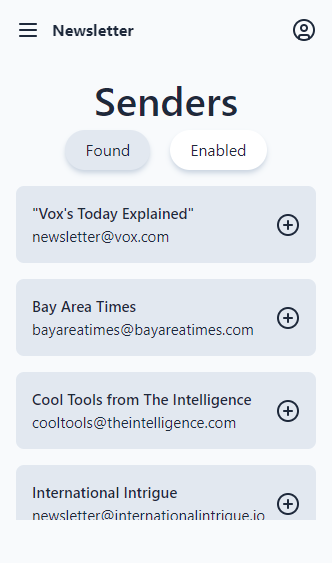 Newsletter
Senders
Found
Enabled
"Vox's Today Explained"
newsletter@vox.com
Bay Area Times
bayareatimes@bayareatimes.com
Cool Tools from The Intelligence
cooltools@theintelligence.com
International Intrigue
newsletter@internationalintrigue.io